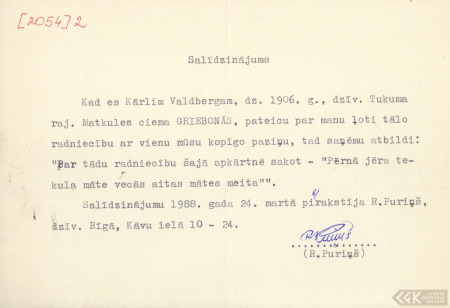 [2054]2
Salīdzinājums
Kad es Kārlim Valdbergam, dz. 1906. g., dzīv. Tukuma
raj. Matkules ciema GRIEBONĀS, pateicu par manu ļoti tālo
radniecību ar vienu mūsu kopīgo paziņu, tad saņēmu atbildi:
"Par tādu radniecību šajā apkārtnē sakot - "Pērnā jēra te-
kuļa māte vecās aitas mātes meita"".
Salīdzinājumu 1988. gada 24. martā pierakstīja R.Puriņš,
dzīv. Rīgā, Kāvu ielā 10 - 24.
(R.Puriņš)